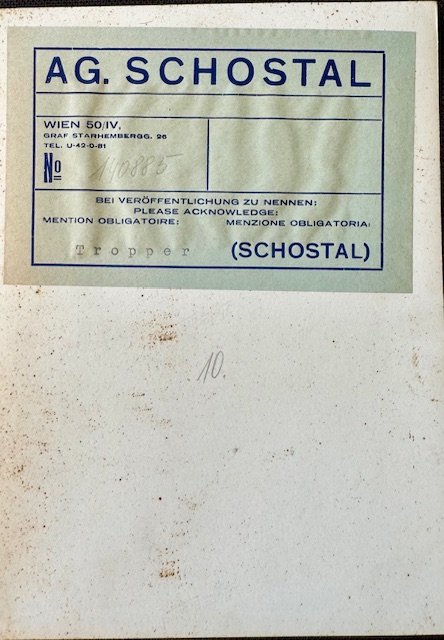 AG. SCHOSTAL
WIEN 50/IV,
GRAF STARHEMBERGG. 26
TEL. U-42-0-81
No 140885
BEI VERÖFFENTLICHUNG ZU NENNEN:
PLEASE ACKNOWLEDGE:
MENTION OBLIGATOIRE: MENZIONE OBLIGATORIA:
Tropper (SCHOSTAL)
10.